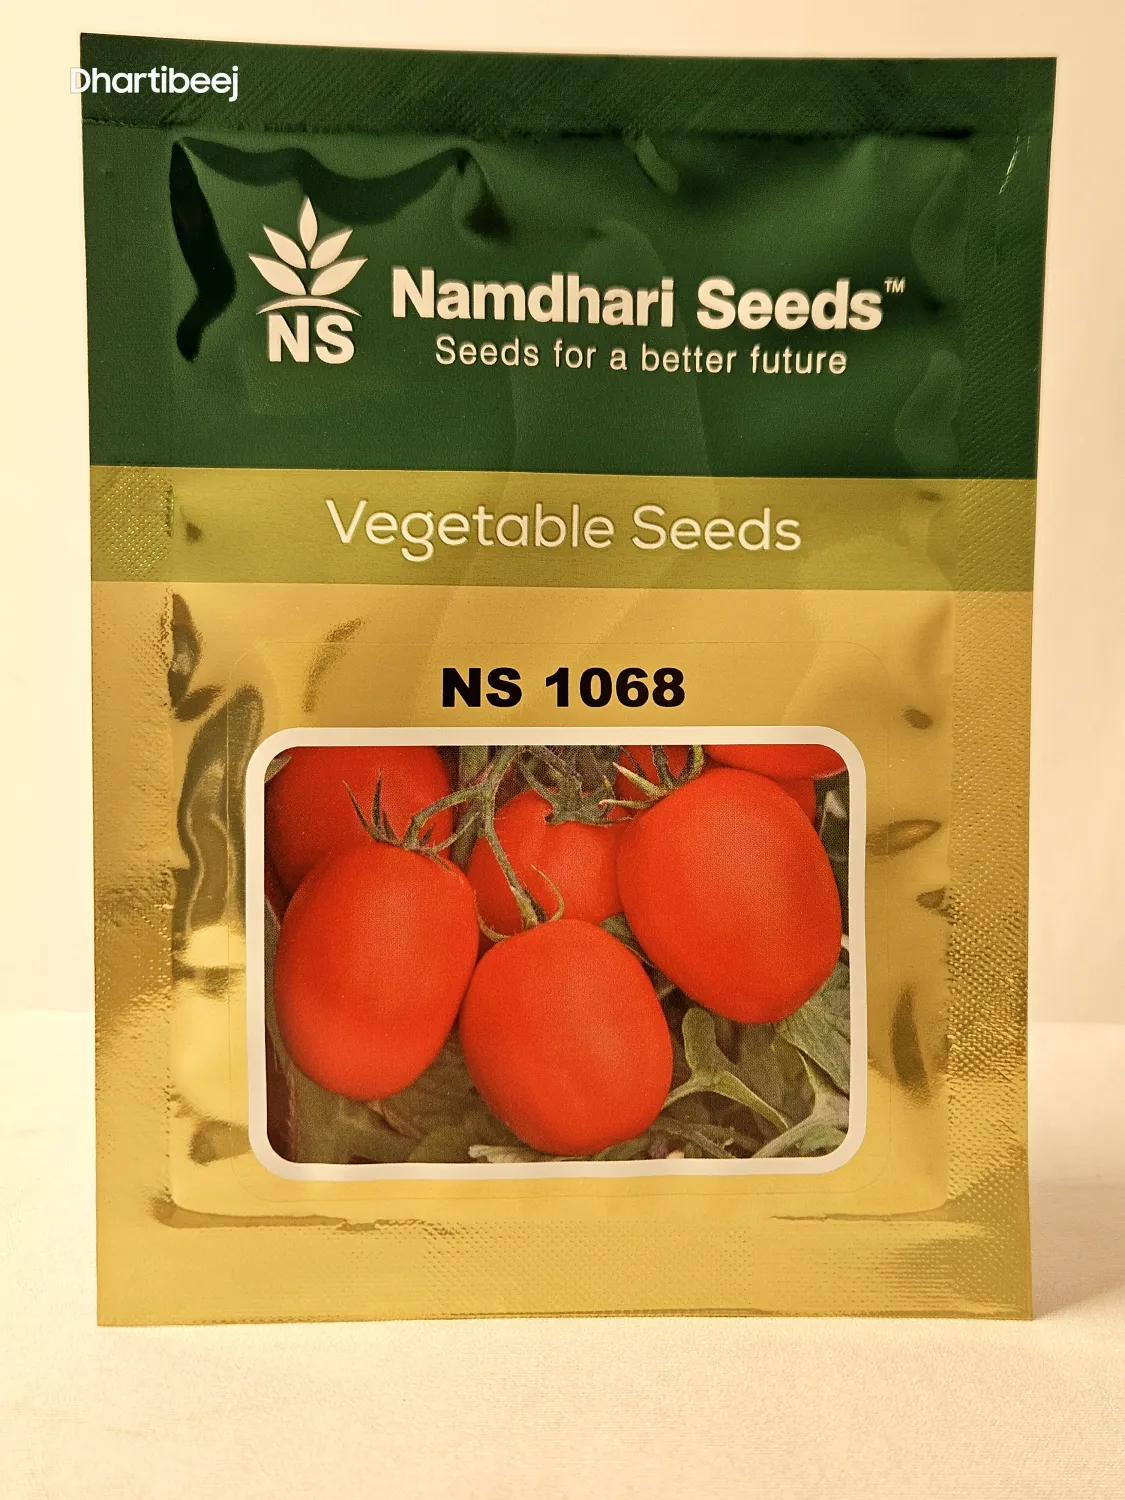 Dhartibeej
NS
Namdhari Seeds™
Seeds for a better future
Vegetable Seeds
NS 1068